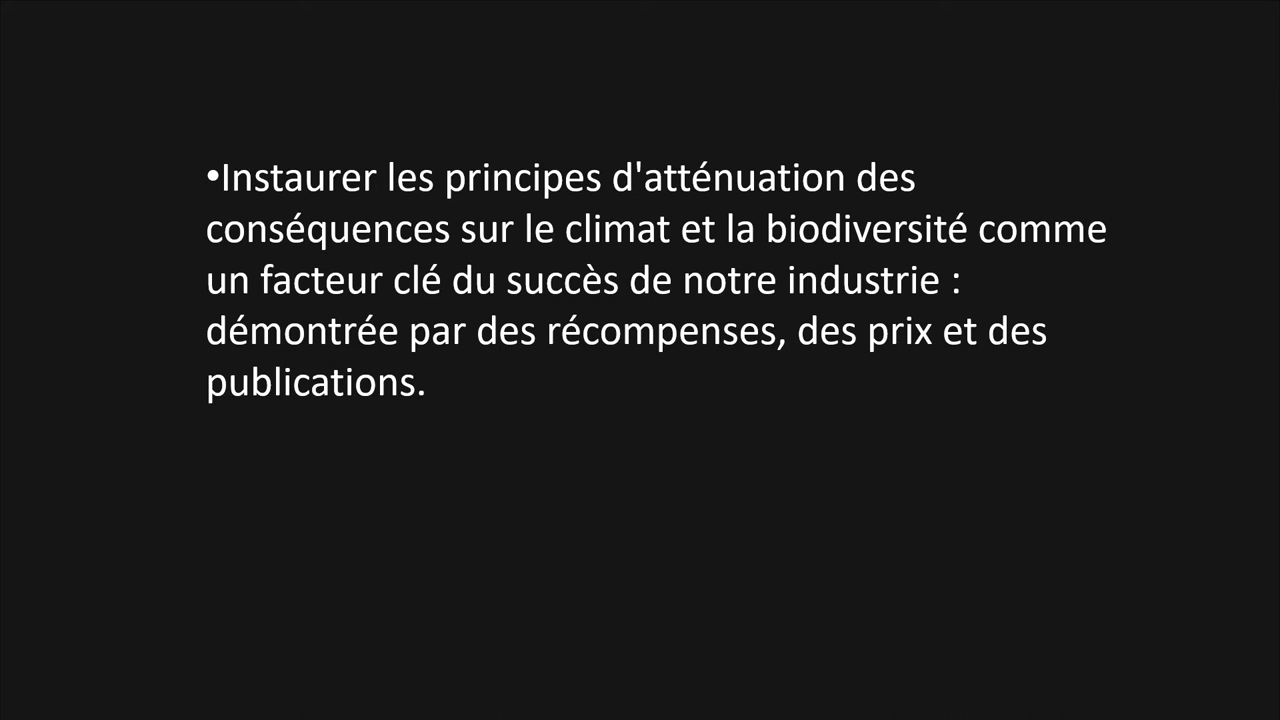 •Instaurer les principes d'atténuation des
conséquences sur le climat et la biodiversité comme
un facteur clé du succès de notre industrie :
démontrée par des récompenses, des prix et des
publications.